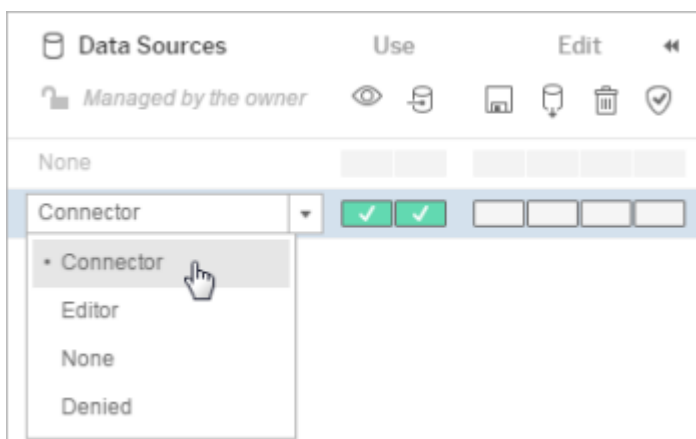 Data Sources Use Edit
Managed by the owner
None
Connector
• Connector
Editor
None
Denied